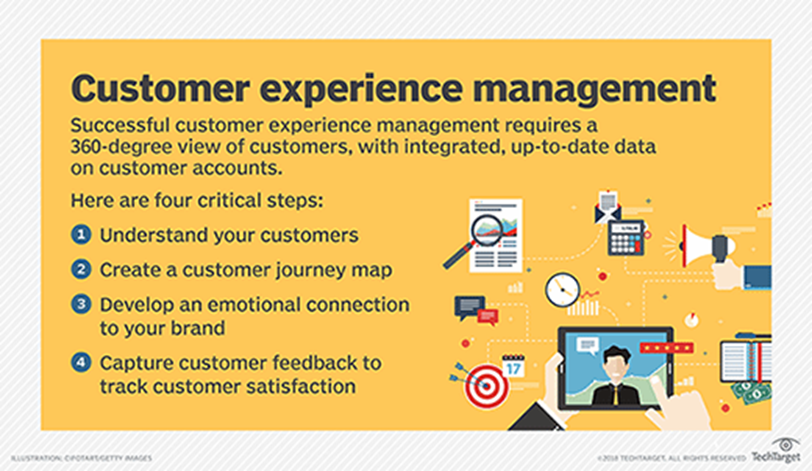 Customer experience management
Successful customer experience management requires a
360-degree view of customers, with integrated, up-to-date data
on customer accounts.
Here are four critical steps:
1 Understand your customers
2 Create a customer journey map
3 Develop an emotional connection
to your brand
4 Capture customer feedback to
track customer satisfaction
17
ILLUSTRATION: CIFOTART/GETTY IMAGES
©2018 TECHTARGET. ALL RIGHTS RESERVED TechTarget